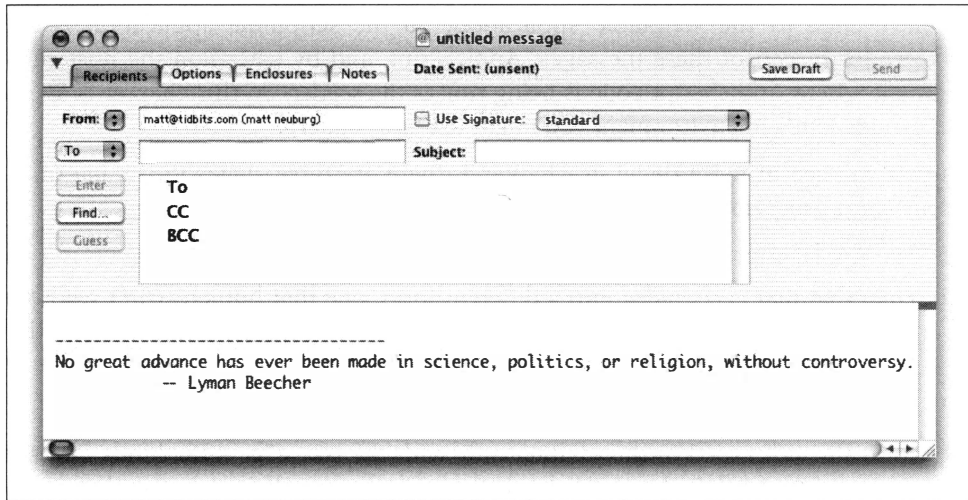 untitled message
Recipients Options Enclosures Notes Date Sent: (unsent) Save Draft Send
From: matt@tidbits.com (matt neuburg) Use Signature: standard
To Subject:
Enter To
Find... CC
Guess BCC
----------------------------------
No great advance has ever been made in science, politics, or religion, without controversy.
-- Lyman Beecher